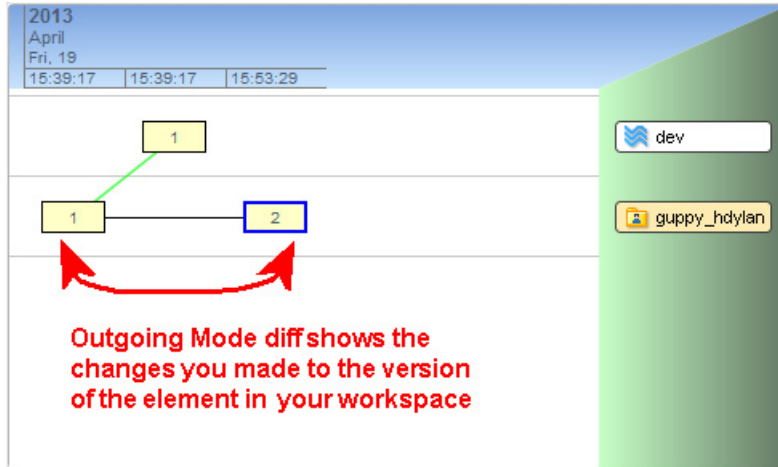 2013
April
Fri, 19
15:39:17 15:39:17 15:53:29
1
dev
1 2
guppy_hdylan
Outgoing Mode diff shows the
changes you made to the version
of the element in your workspace